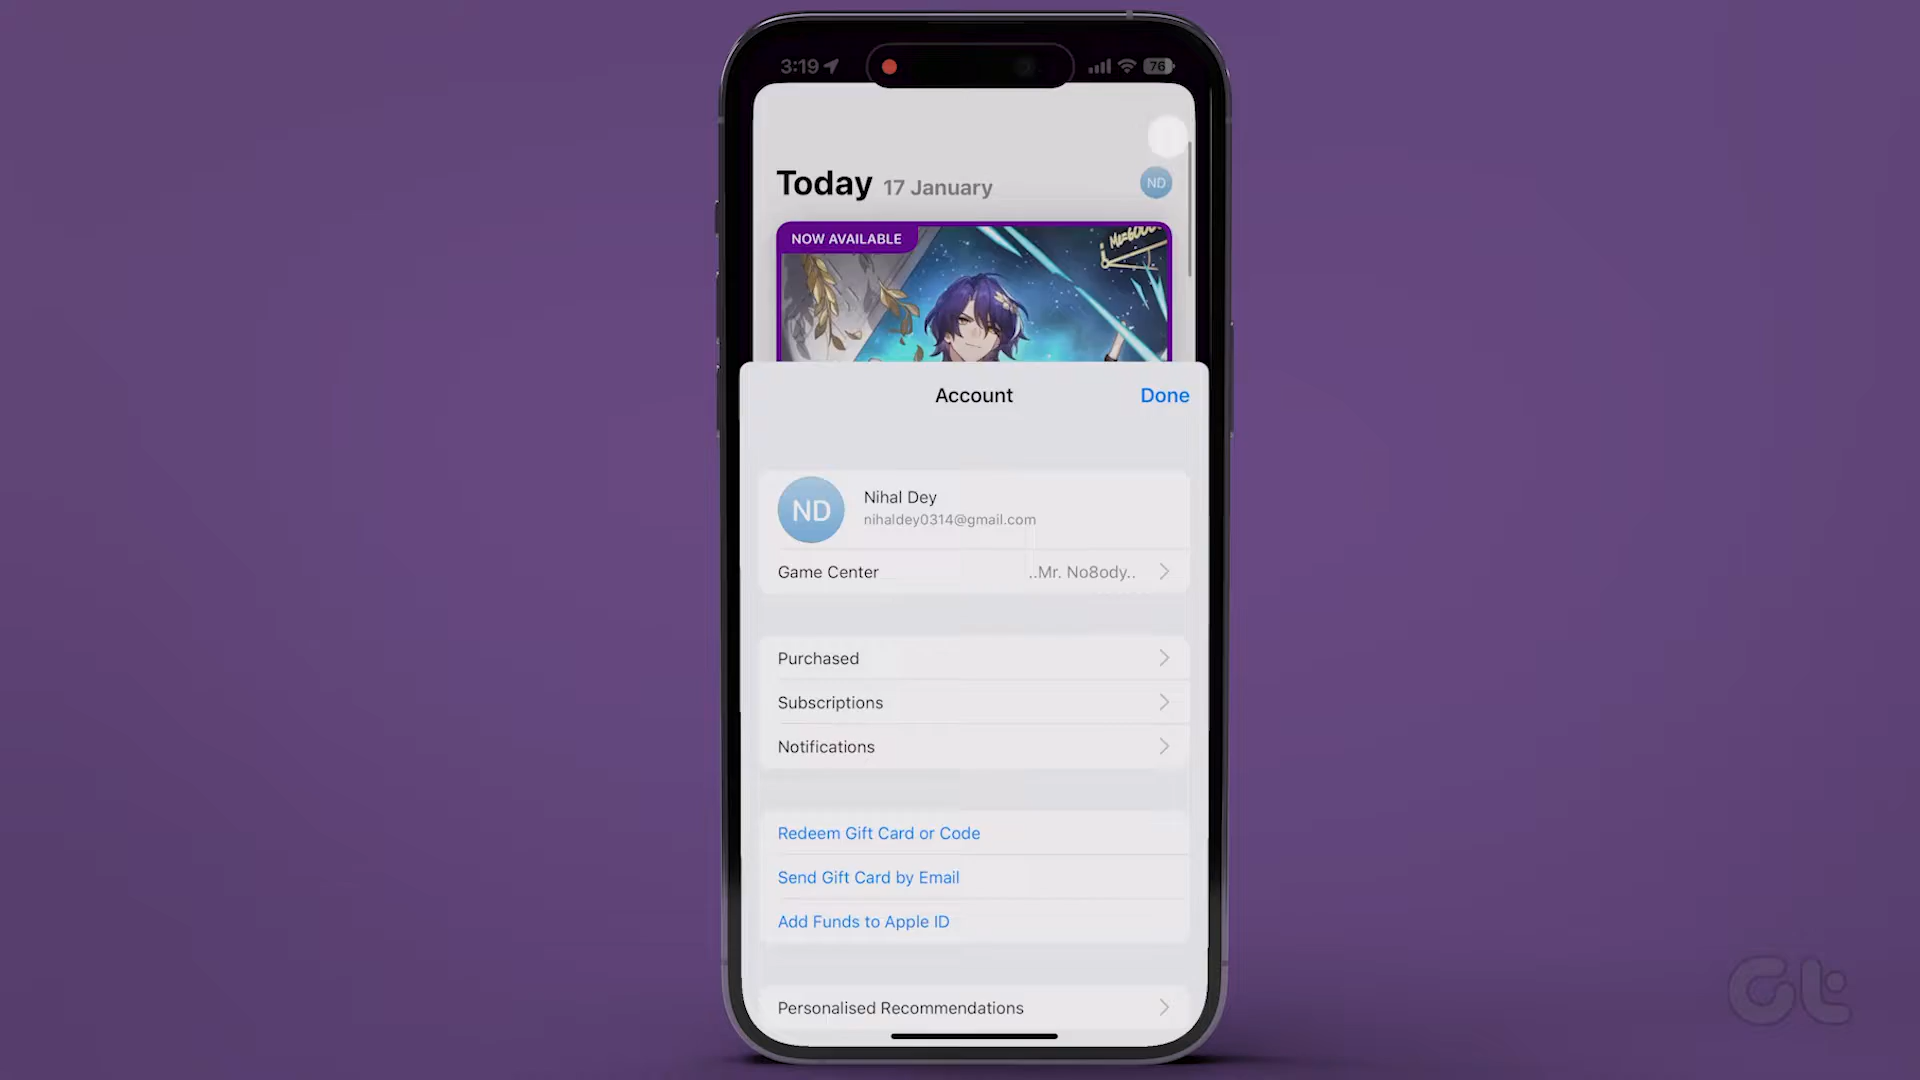 3:19
76
Today 17 January
ND
NOW AVAILABLE
Account
Done
ND
Nihal Dey
nihaldey0314@gmail.com
Game Center
..Mr. No8ody..
Purchased
Subscriptions
Notifications
Redeem Gift Card or Code
Send Gift Card by Email
Add Funds to Apple ID
Personalised Recommendations
Gt